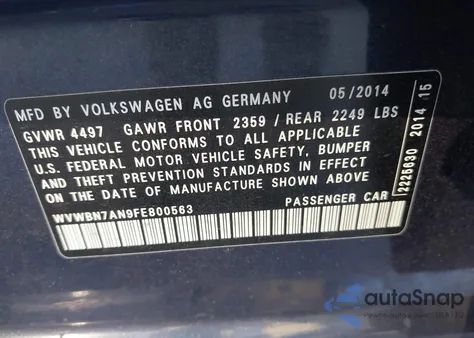 MFD BY VOLKSWAGEN AG GERMANY 05/2014
GVWR 4497 GAWR FRONT 2359 / REAR 2249 LBS
THIS VEHICLE CONFORMS TO ALL APPLICABLE
U.S. FEDERAL MOTOR VEHICLE SAFETY, BUMPER
AND THEFT PREVENTION STANDARDS IN EFFECT
ON THE DATE OF MANUFACTURE SHOWN ABOVE
WVWBN7AN9FE800563 PASSENGER CAR
2225630 2014 15
autoSnap